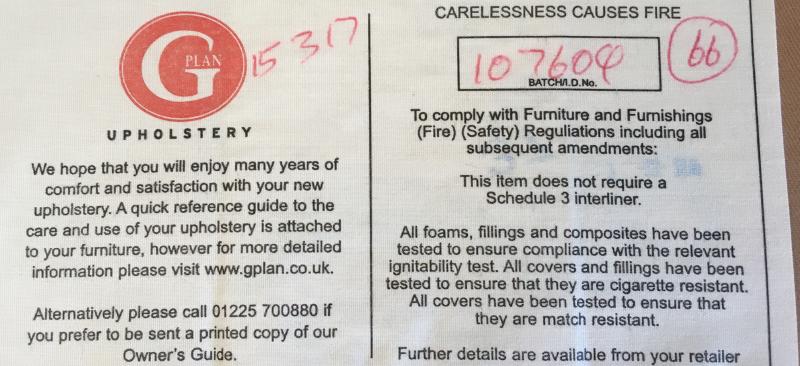 G PLAN
15 3 17
UPHOLSTERY
We hope that you will enjoy many years of
comfort and satisfaction with your new
upholstery. A quick reference guide to the
care and use of your upholstery is attached
to your furniture, however for more detailed
information please visit www.gplan.co.uk.
Alternatively please call 01225 700880 if
you prefer to be sent a printed copy of our
Owner's Guide.
CARELESSNESS CAUSES FIRE
107604
66
BATCH/I.D.No.
To comply with Furniture and Furnishings
(Fire) (Safety) Reguliations including all
subsequent amendments:
This item does not require a
Schedule 3 interliner.
All foams, fillings and composites have been
tested to ensure compliance with the relevant
ignitability test. All covers and fillings have been
tested to ensure that they are cigarette resistant.
All covers have been tested to ensure that
they are match resistant.
Further details are available from your retailer